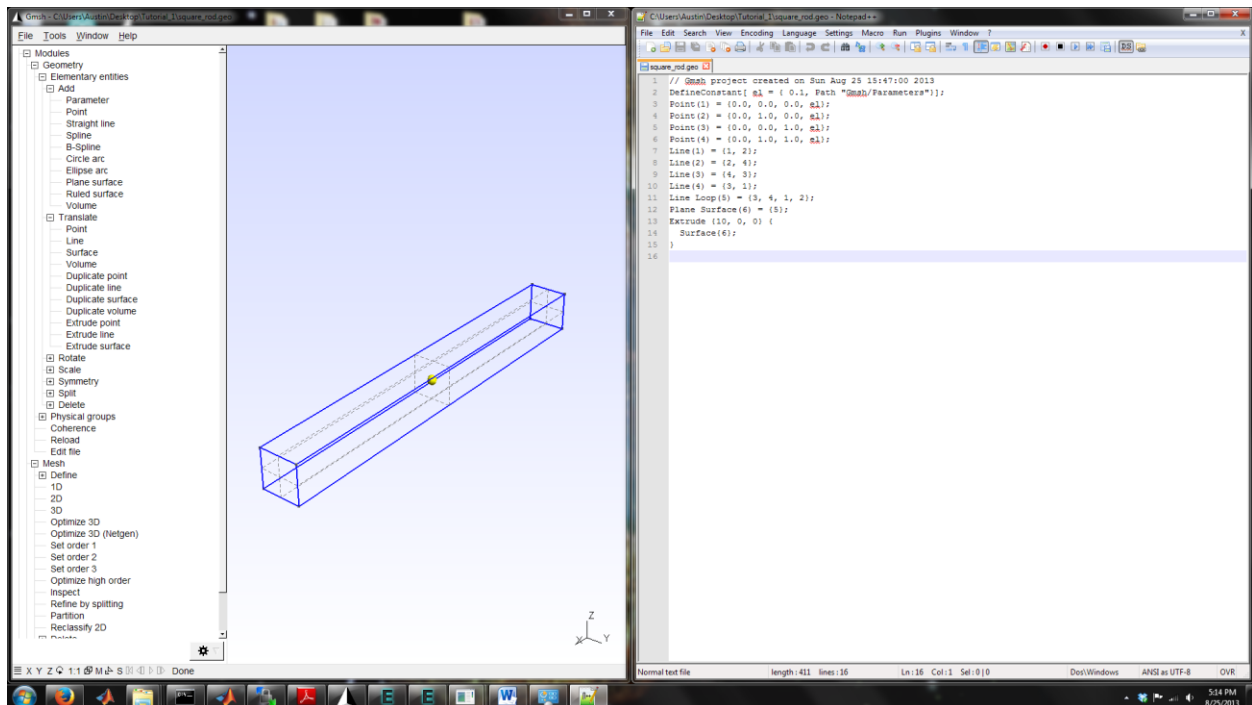 Gmsh - C:\Users\Austin\Desktop\Tutorial_1\square_rod.geo
File Tools Window Help
Modules
Geometry
Elementary entities
Add
Parameter
Point
Straight line
Spline
B-Spline
Circle arc
Ellipse arc
Plane surface
Ruled surface
Volume
Translate
Point
Line
Surface
Volume
Duplicate point
Duplicate line
Duplicate surface
Duplicate volume
Extrude point
Extrude line
Extrude surface
Rotate
Scale
Symmetry
Split
Delete
Physical groups
Coherence
Reload
Edit file
Mesh
Define
1D
2D
3D
Optimize 3D
Optimize 3D (Netgen)
Set order 1
Set order 2
Set order 3
Optimize high order
Inspect
Refine by splitting
Partition
Reclassify 2D
Delete
Z
X Y
X Y Z 1:1 M S Done
C:\Users\Austin\Desktop\Tutorial_1\square_rod.geo - Notepad++
File Edit Search View Encoding Language Settings Macro Run Plugins Window ? X
square_rod.geo
1 // Gmsh project created on Sun Aug 25 15:47:00 2013
2 DefineConstant[ el = { 0.1, Path "Gmsh/Parameters"}];
3 Point(1) = {0.0, 0.0, 0.0, el};
4 Point(2) = {0.0, 1.0, 0.0, el};
5 Point(3) = {0.0, 0.0, 1.0, el};
6 Point(4) = {0.0, 1.0, 1.0, el};
7 Line(1) = {1, 2};
8 Line(2) = {2, 4};
9 Line(3) = {4, 3};
10 Line(4) = {3, 1};
11 Line Loop(5) = {3, 4, 1, 2};
12 Plane Surface(6) = {5};
13 Extrude {10, 0, 0} {
14 Surface{6};
15 }
16
Normal text file length : 411 lines : 16 Ln : 16 Col : 1 Sel : 0 | 0 Dos\Windows ANSI as UTF-8 OVR
5:14 PM
8/25/2013